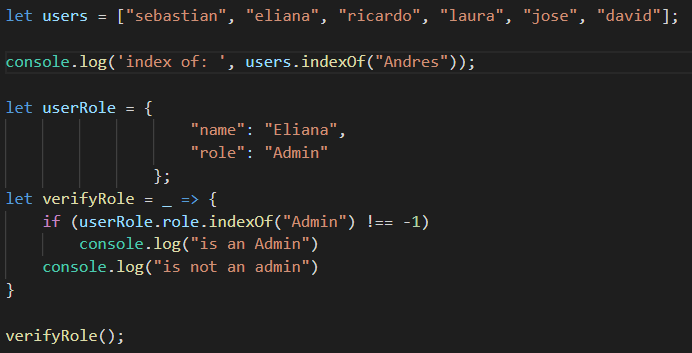 let users = ["sebastian", "eliana", "ricardo", "laura", "jose", "david"];
console.log('index of: ', users.indexOf("Andres"));
let userRole = {
"name": "Eliana",
"role": "Admin"
};
let verifyRole = _ => {
if (userRole.role.indexOf("Admin") !== -1)
console.log("is an Admin")
console.log("is not an admin")
}
verifyRole();